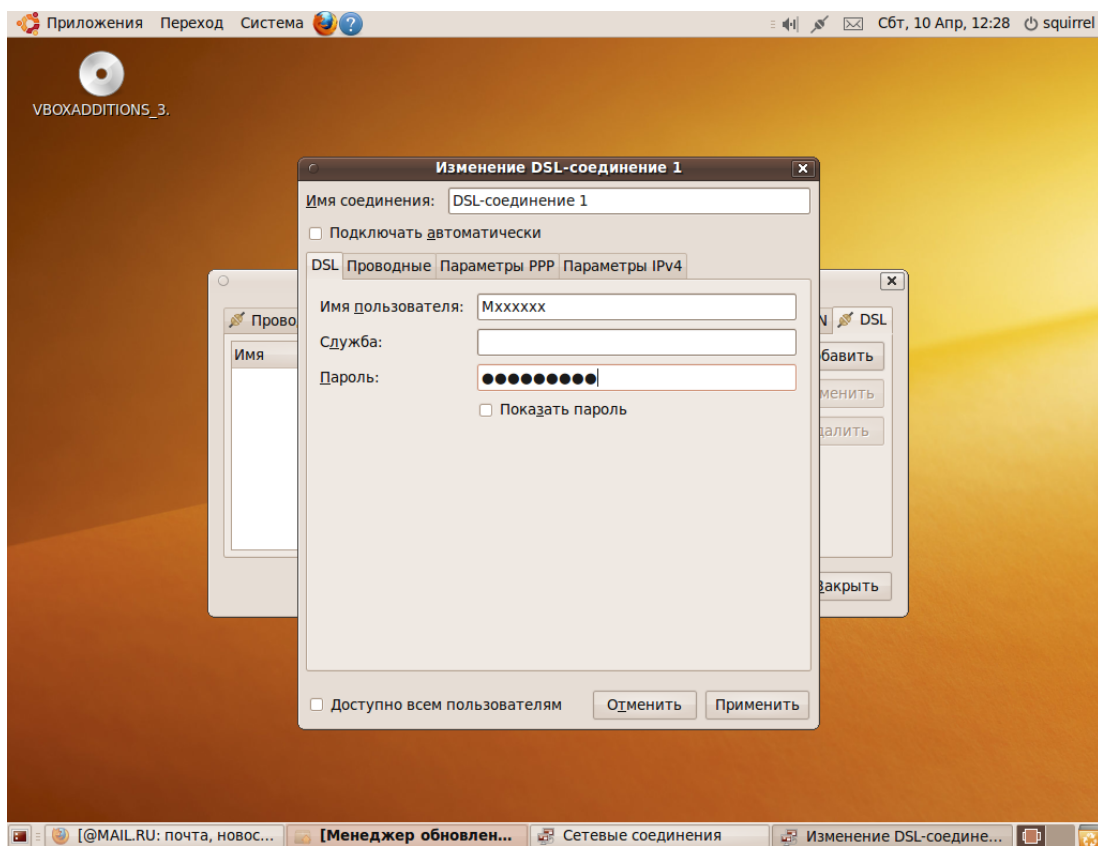 Приложения Переход Система Сбт, 10 Апр, 12:28 squirrel
VBOXADDITIONS_3.
Изменение DSL-соединение 1
Имя соединения: DSL-соединение 1
Подключать автоматически
DSL Проводные Параметры PPP Параметры IPv4
Имя пользователя: Mxxxxxx
Служба:
Пароль: ●●●●●●●●●
Показать пароль
Доступно всем пользователям Отменить Применить
Прово N DSL
Имя бавить
менить
далить
Закрыть
[@MAIL.RU: почта, новос... [Менеджер обновлен... Сетевые соединения Изменение DSL-соедине...